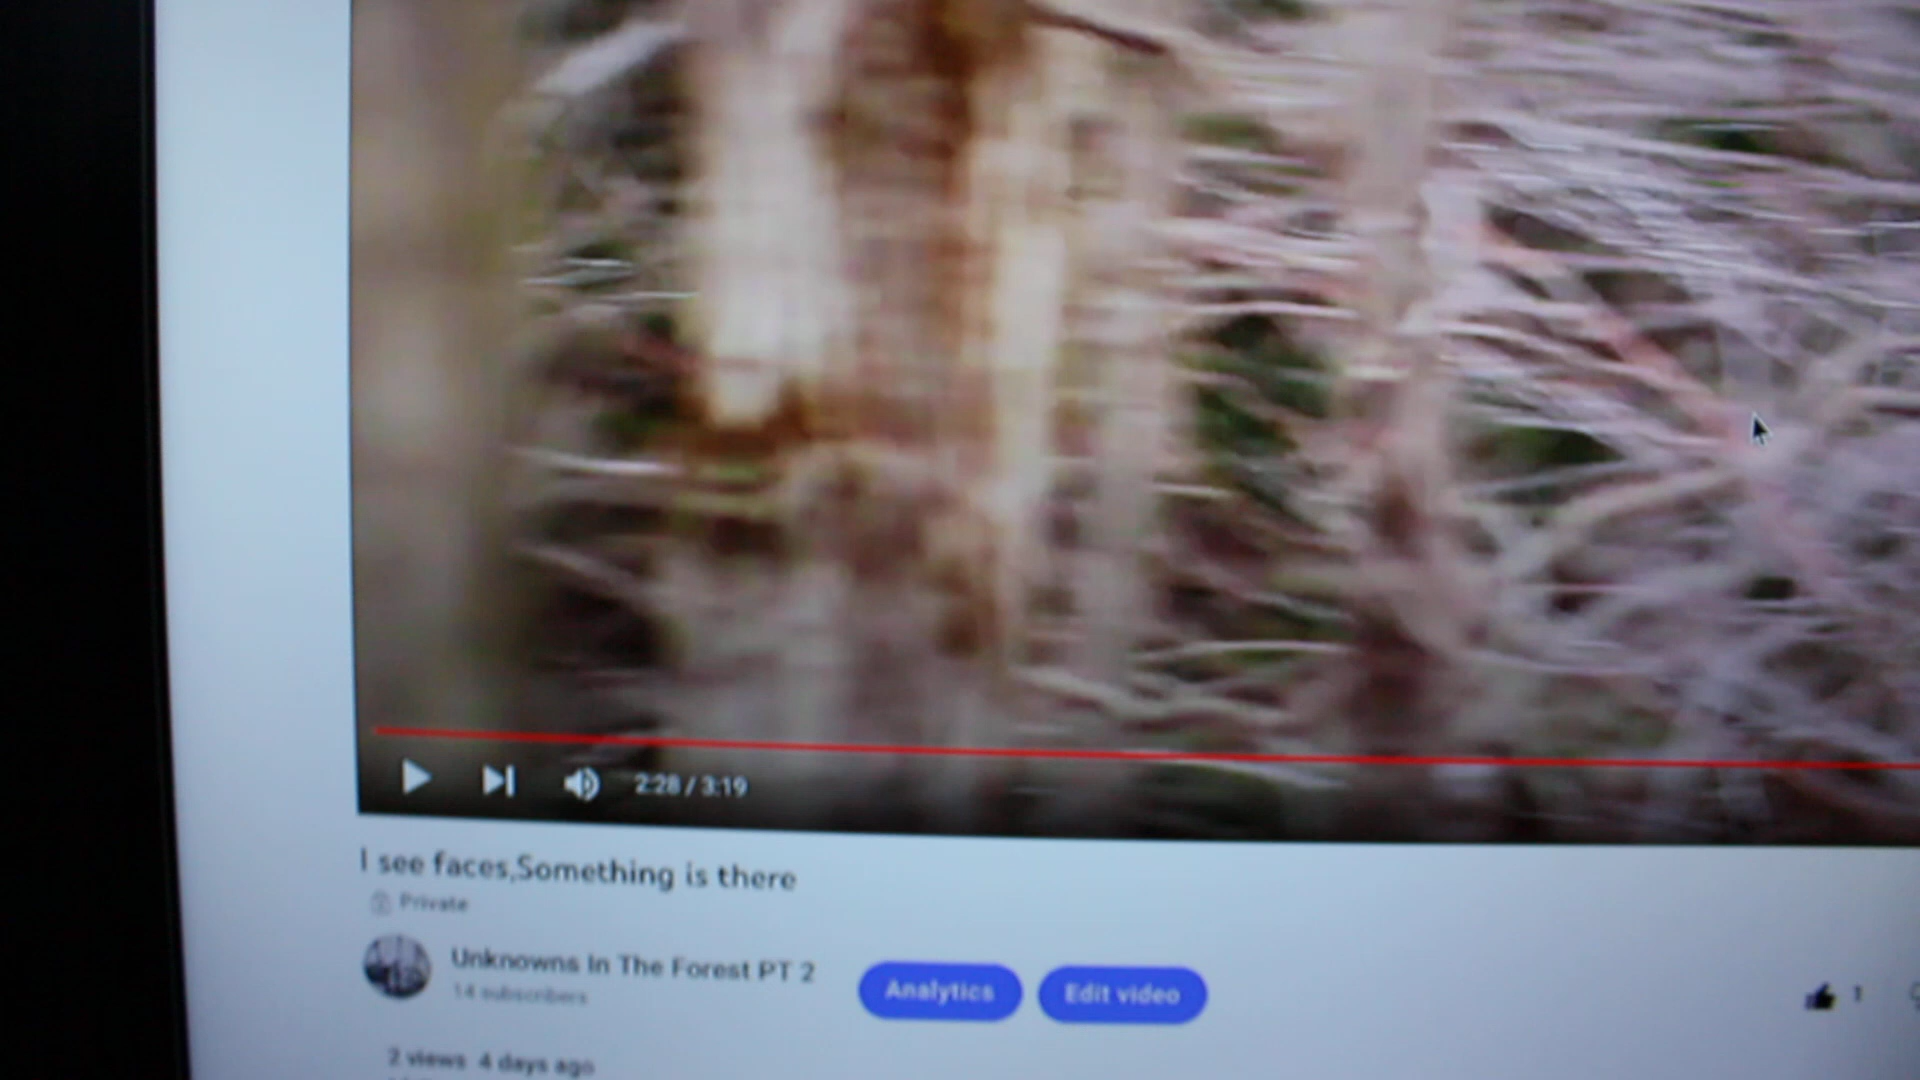 2:28 / 3:19
I see faces,Something is there
Private
Unknowns In The Forest PT 2
14 subscribers
Analytics
Edit video
1
2 views 4 days ago